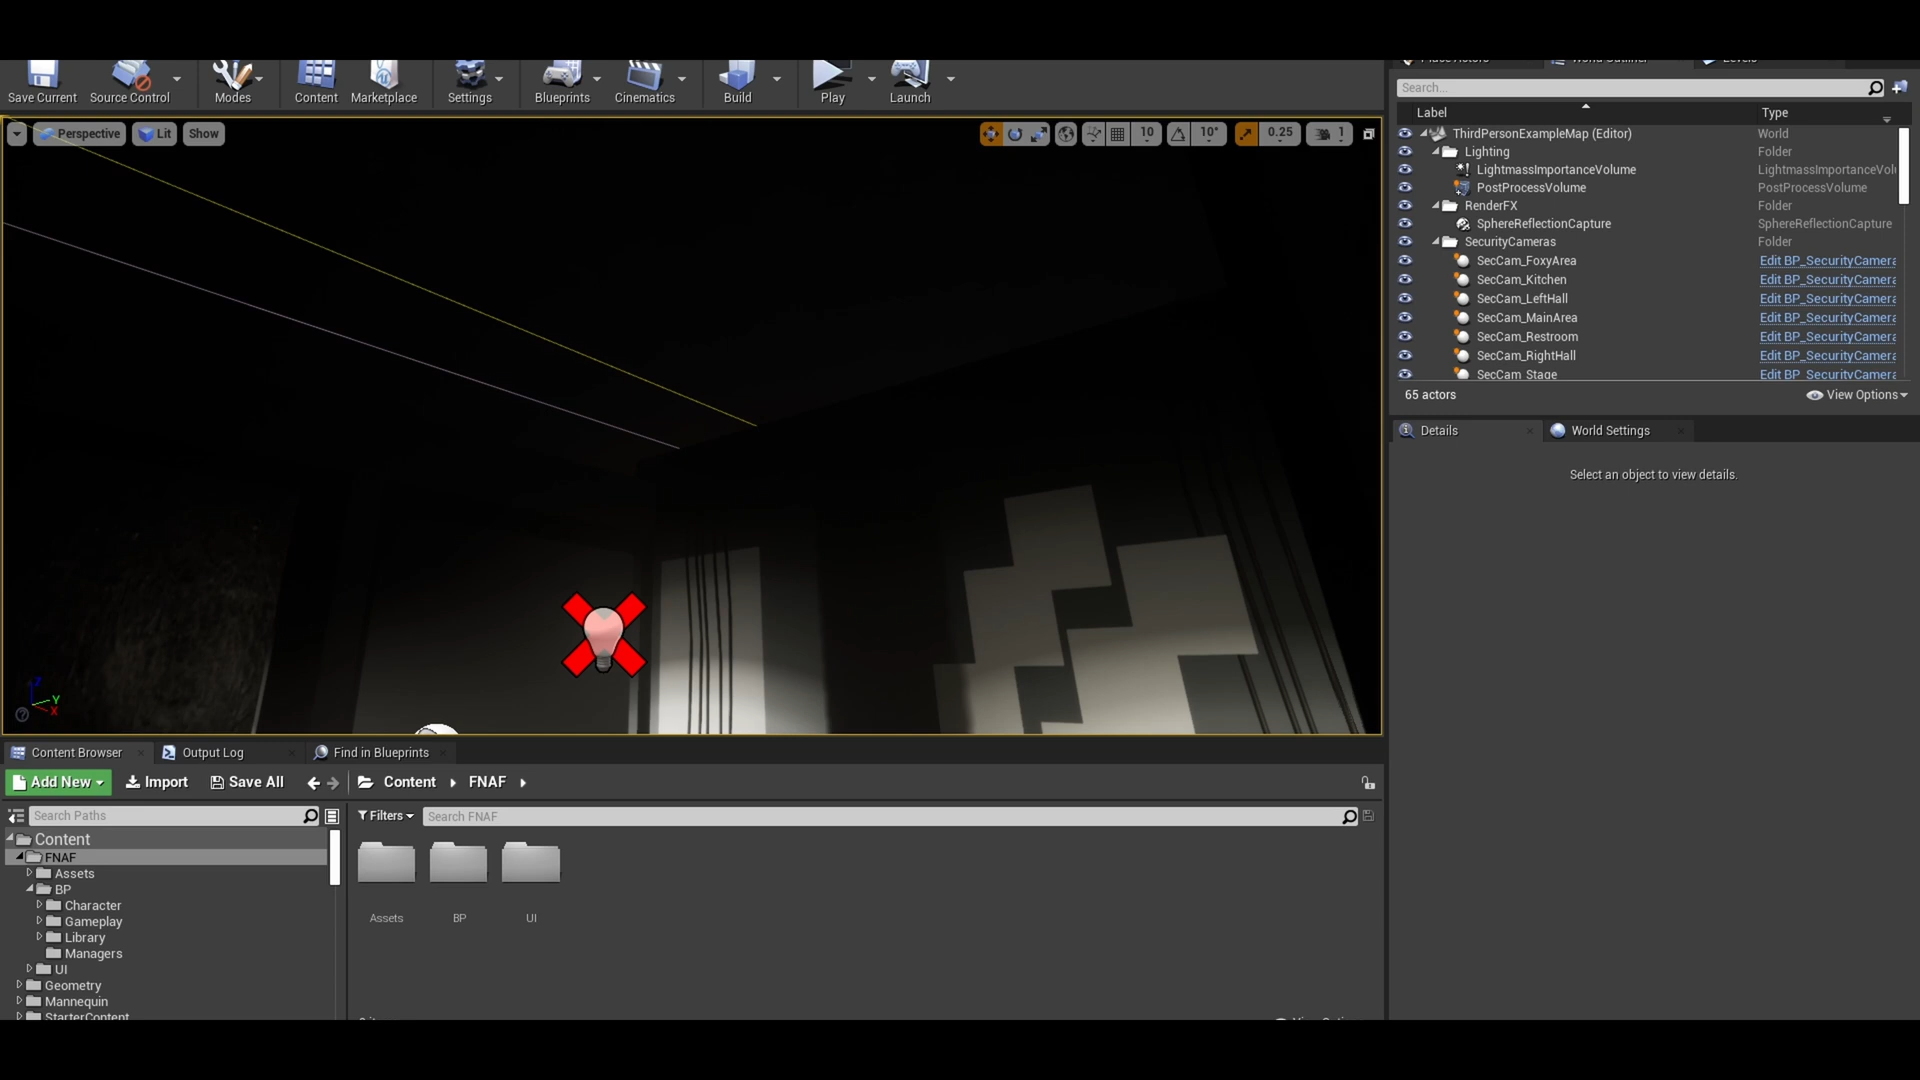 Save Current Source Control Modes Content Marketplace Settings Blueprints Cinematics Build Play Launch
Perspective Lit Show 10 10° 0.25 1
Search...
Label Type
ThirdPersonExampleMap (Editor) World
Lighting Folder
LightmassImportanceVolume LightmassImportanceVolu
PostProcessVolume PostProcessVolume
RenderFX Folder
SphereReflectionCapture SphereReflectionCapture
SecurityCameras Folder
SecCam_FoxyArea Edit BP_SecurityCamera
SecCam_Kitchen Edit BP_SecurityCamera
SecCam_LeftHall Edit BP_SecurityCamera
SecCam_MainArea Edit BP_SecurityCamera
SecCam_Restroom Edit BP_SecurityCamera
SecCam_RightHall Edit BP_SecurityCamera
SecCam_Stage Edit BP_SecurityCamera
65 actors View Options
Details World Settings
Select an object to view details.
Z Y X
Content Browser Output Log Find in Blueprints
Add New Import Save All Content FNAF
Search Paths
Filters Search FNAF
Content
FNAF
Assets
BP
Character
Gameplay
Library
Managers
UI
Geometry
Mannequin
StarterContent
Assets BP UI